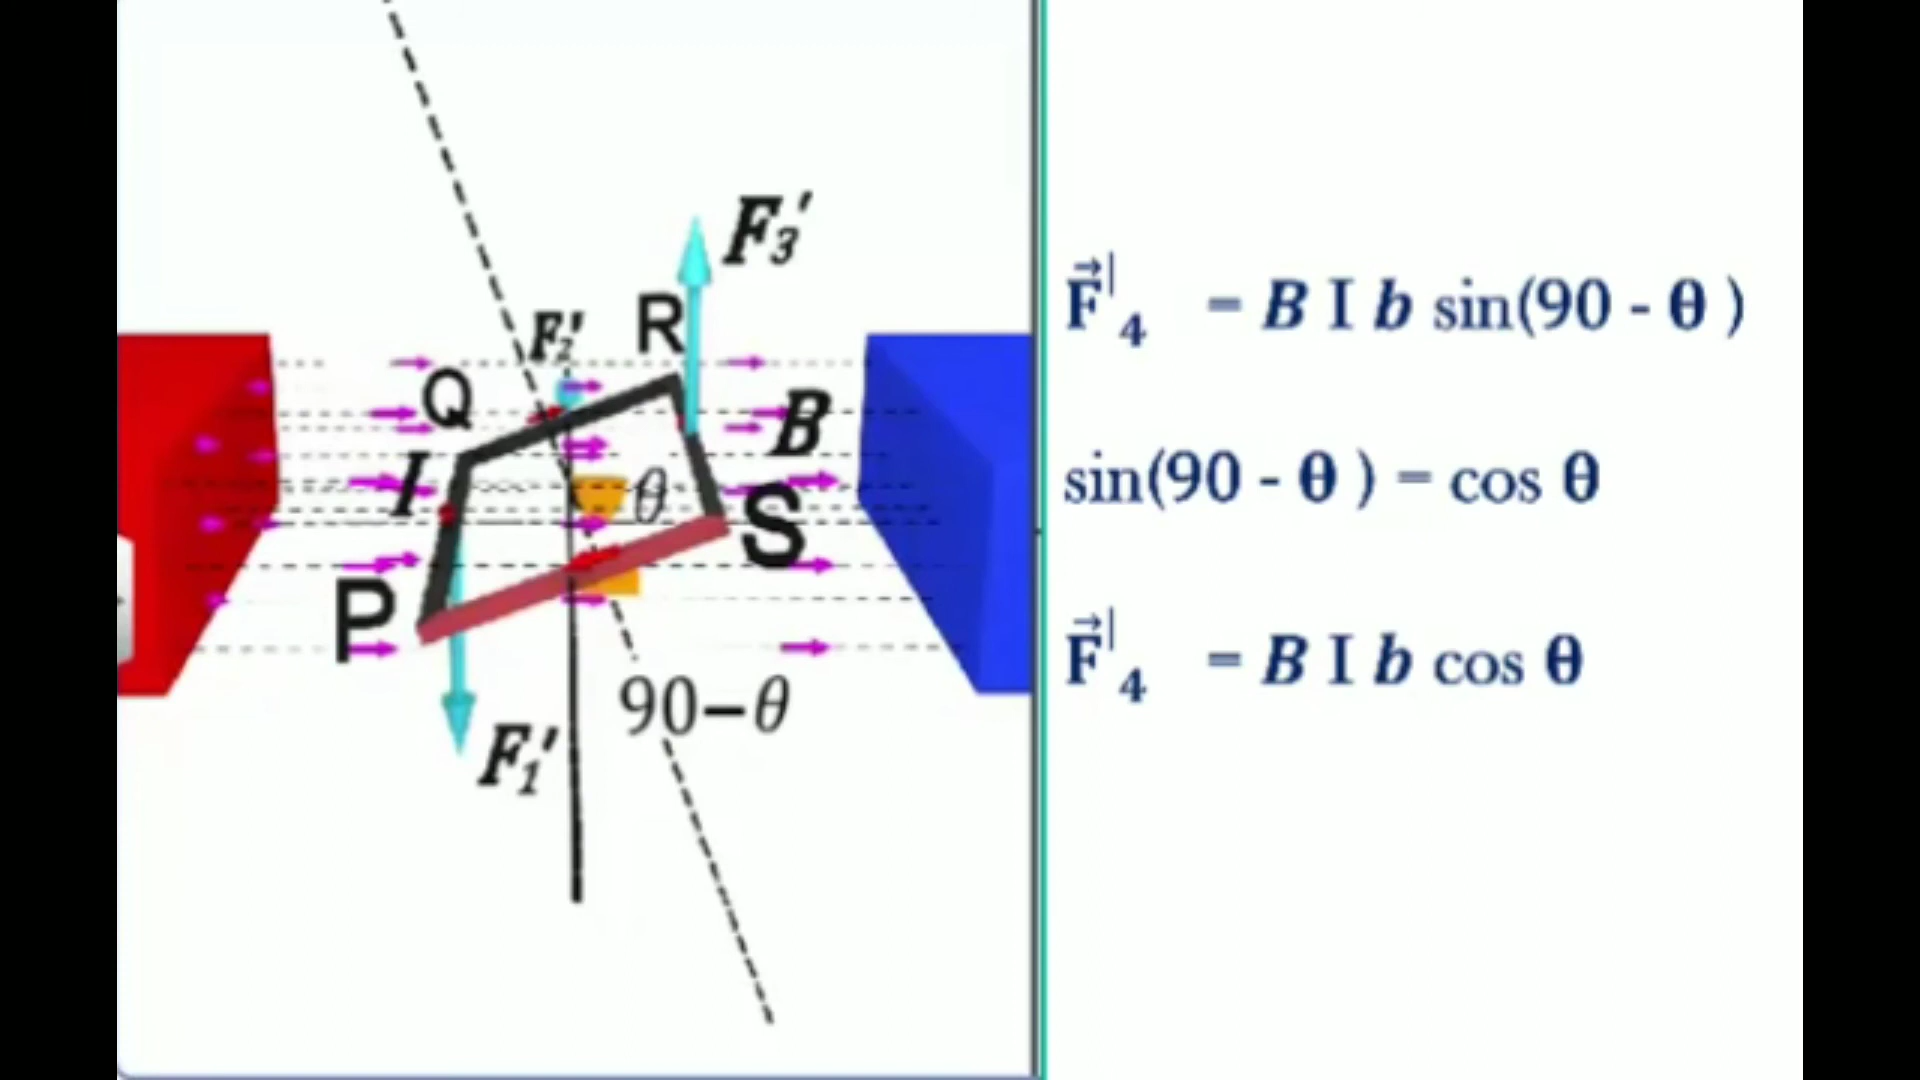 F₃′
F₂′
R
Q
B
I
θ
S
P
90−θ
F₁′
F⃗|₄ = B I b sin(90 - θ )
sin(90 - θ ) = cos θ
F⃗|₄ = B I b cos θ